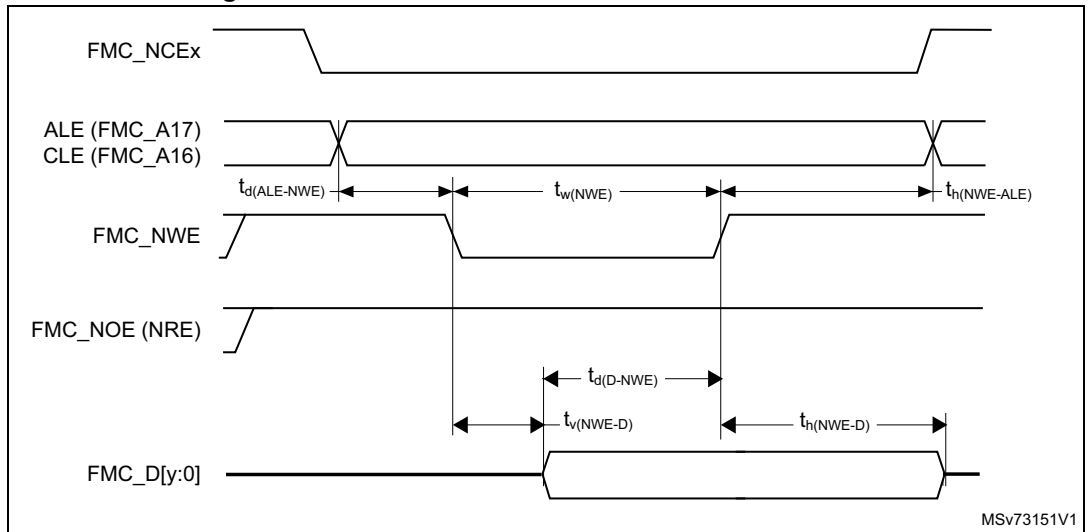 FMC_NCEx
ALE (FMC_A17)
CLE (FMC_A16)
td(ALE-NWE)
tw(NWE)
th(NWE-ALE)
FMC_NWE
FMC_NOE (NRE)
td(D-NWE)
tv(NWE-D)
th(NWE-D)
FMC_D[y:0]
MSv73151V1